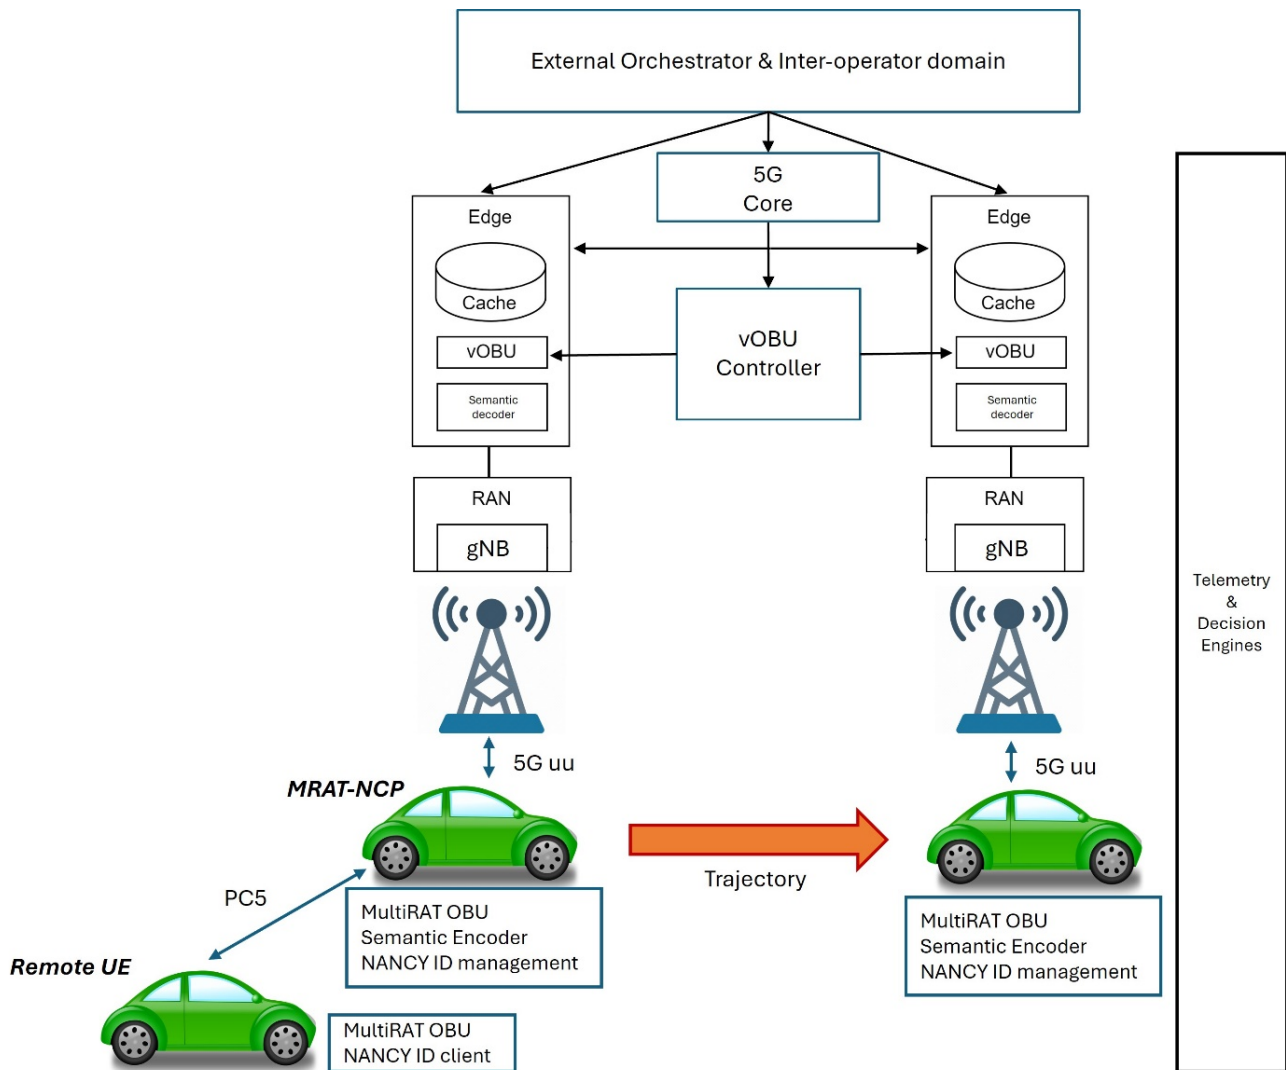 External Orchestrator & Inter-operator domain
5G
Core
Edge
Edge
Cache
Cache
vOBU
Controller
vOBU
vOBU
Semantic
decoder
Semantic
decoder
RAN
RAN
gNB
gNB
Telemetry
&
Decision
Engines
5G uu
5G uu
MRAT-NCP
Trajectory
PC5
MultiRAT OBU
Semantic Encoder
NANCY ID management
MultiRAT OBU
Semantic Encoder
NANCY ID management
Remote UE
MultiRAT OBU
NANCY ID client